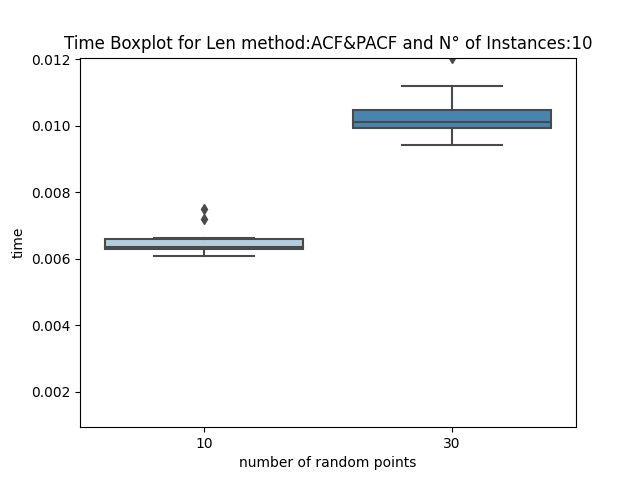 Time Boxplot for Len method:ACF&PACF and N° of Instances:10
0.012
0.010
0.008
0.006
0.004
0.002
time
10 30
number of random points